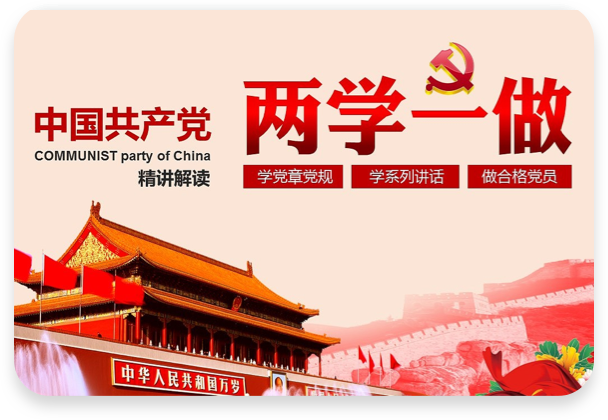 中国共产党
COMMUNIST party of China
精讲解读
两学一做
学党章党规
学系列讲话
做合格党员
中华人民共和国万岁